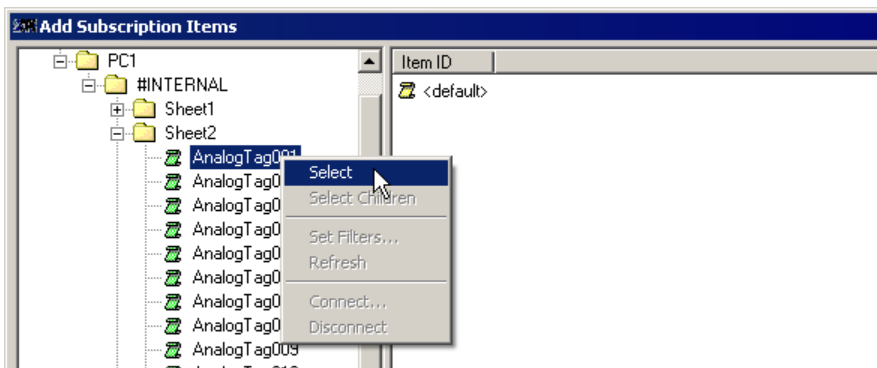 Add Subscription Items
PC1
#INTERNAL
Sheet1
Sheet2
AnalogTag001
AnalogTag0
AnalogTag0
AnalogTag0
AnalogTag0
AnalogTag0
AnalogTag0
AnalogTag0
AnalogTag009
Item ID
<default>
Select
Select Children
Set Filters...
Refresh
Connect...
Disconnect